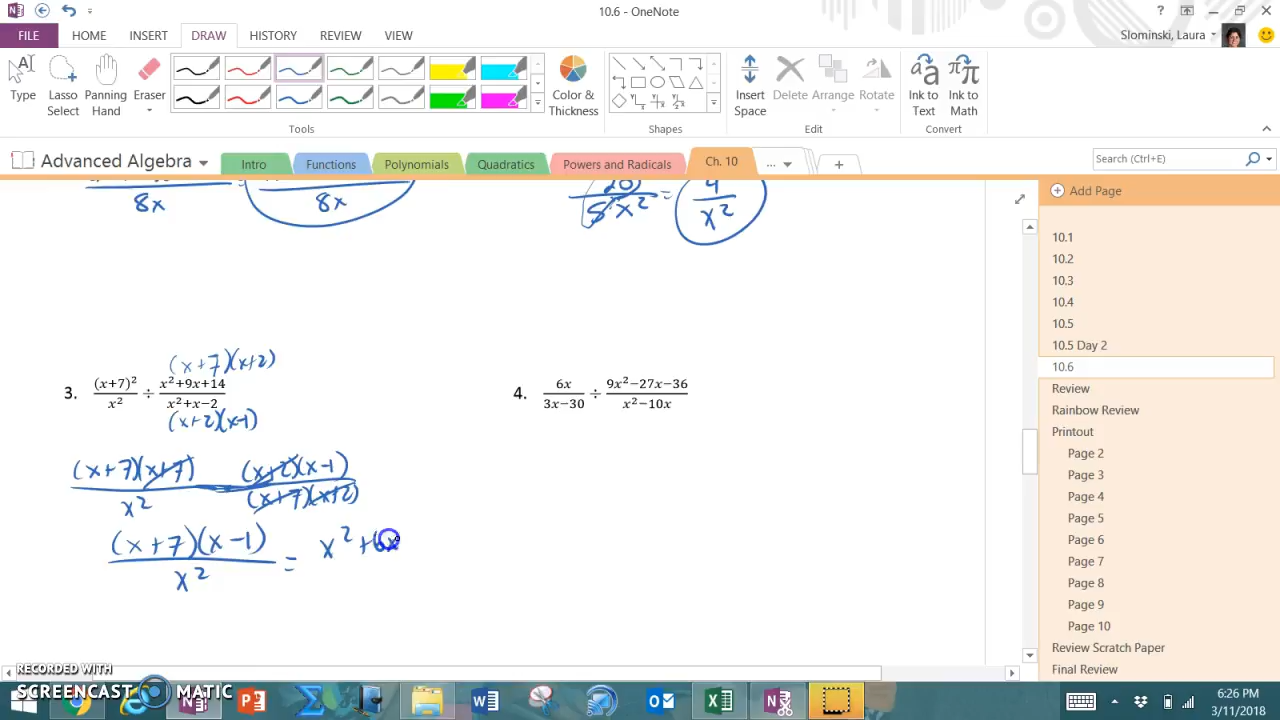 10.6 - OneNote
?
FILE HOME INSERT DRAW HISTORY REVIEW VIEW
Slominski, Laura
Type
Lasso Select
Panning Hand
Eraser
Color & Thickness
Insert Space
Delete
Arrange
Rotate
Ink to Text
Ink to Math
Tools
Shapes
Edit
Convert
Advanced Algebra
Intro Functions Polynomials Quadratics Powers and Radicals Ch. 10 ... +
Search (Ctrl+E)
Add Page
10.1
10.2
10.3
10.4
10.5
10.5 Day 2
10.6
Review
Rainbow Review
Printout
Page 2
Page 3
Page 4
Page 5
Page 6
Page 7
Page 8
Page 9
Page 10
Review Scratch Paper
Final Review
8x
=
8x
20
8x²
=
4
x²
(x+7)(x+2)
3. (x+7)²/x² ÷ x²+9x+14/x²+x−2
(x+2)(x-1)
(x+7)(x+7) (x+2)(x-1)
x² (x+7)(x+2)
(x+7)(x-1)
x²
= x²+6x
4. 6x/3x−30 ÷ 9x²−27x−36/x²−10x
RECORDED WITH
SCREENCAST MATIC
6:26 PM
3/11/2018